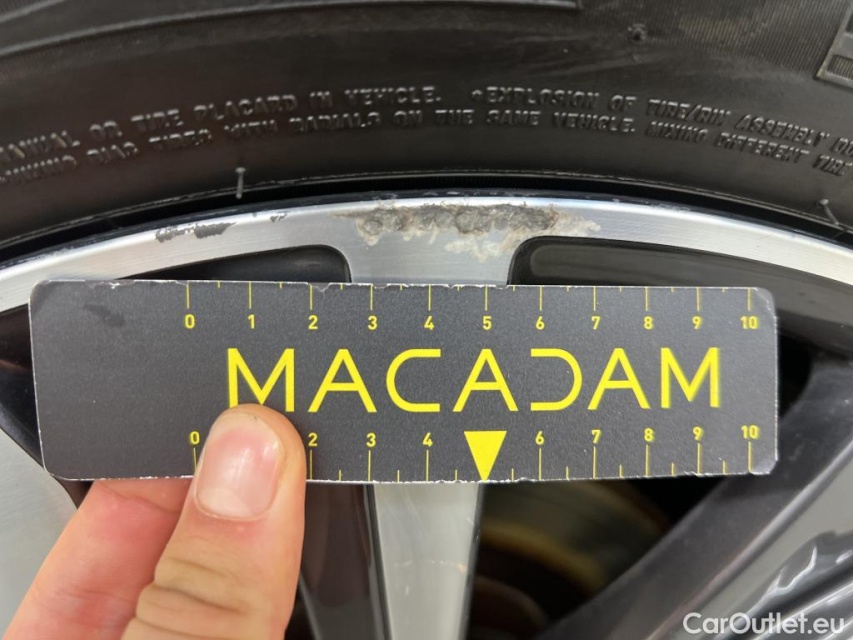 MANUAL OR TIRE PLACARD IN VEHICLE. •EXPLOSION OF TIRE/RIM ASSEMBLY
TIRES WITH RADIALS ON THE SAME VEHICLE. MIXING DIFFERENT TIRE
0 1 2 3 4 5 6 7 8 9 10
MACADAM
0 2 3 4 6 7 8 9 10
CarOutlet.eu